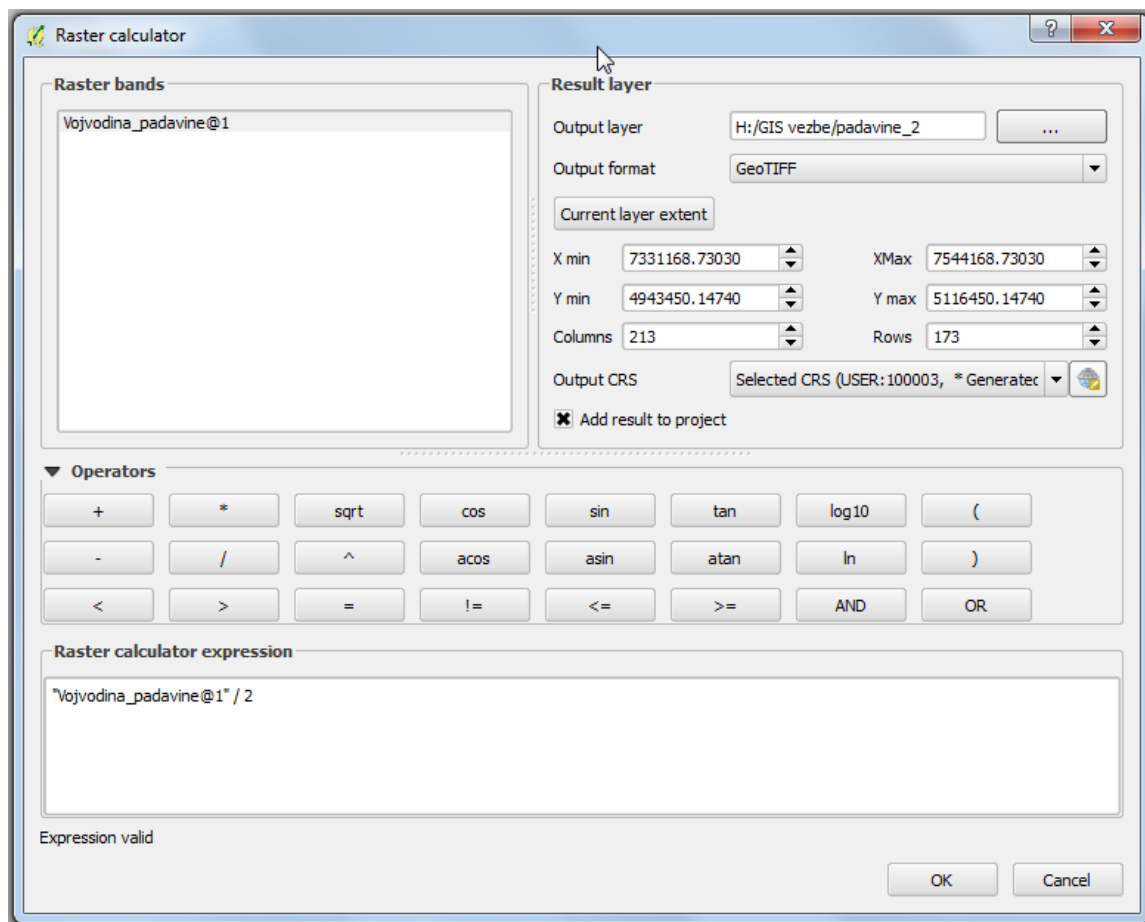 Raster calculator
Raster bands
Vojvodina_padavine@1
Result layer
Output layer H:/GIS vezbe/padavine_2 ...
Output format GeoTIFF
Current layer extent
X min 7331168.73030 XMax 7544168.73030
Y min 4943450.14740 Y max 5116450.14740
Columns 213 Rows 173
Output CRS Selected CRS (USER:100003, * Generatec
Add result to project
Operators
+ * sqrt cos sin tan log10 (
- / ^ acos asin atan ln )
< > = != <= >= AND OR
Raster calculator expression
"Vojvodina_padavine@1" / 2
Expression valid
OK Cancel